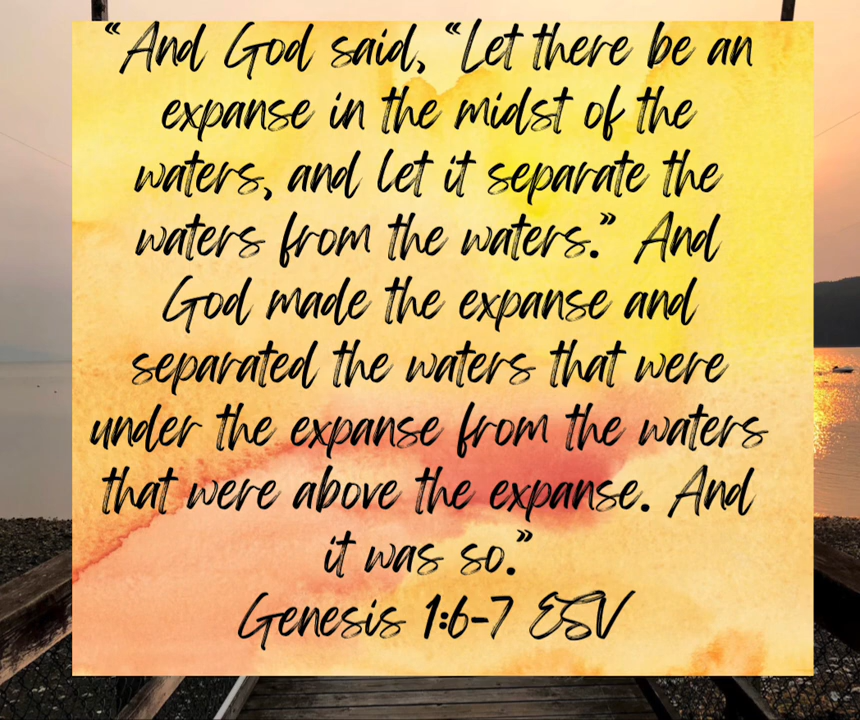 “And God said, “Let there be an
expanse in the midst of the
waters, and let it separate the
waters from the waters.” And
God made the expanse and
separated the waters that were
under the expanse from the waters
that were above the expanse. And
it was so.”
Genesis 1:6-7 ESV